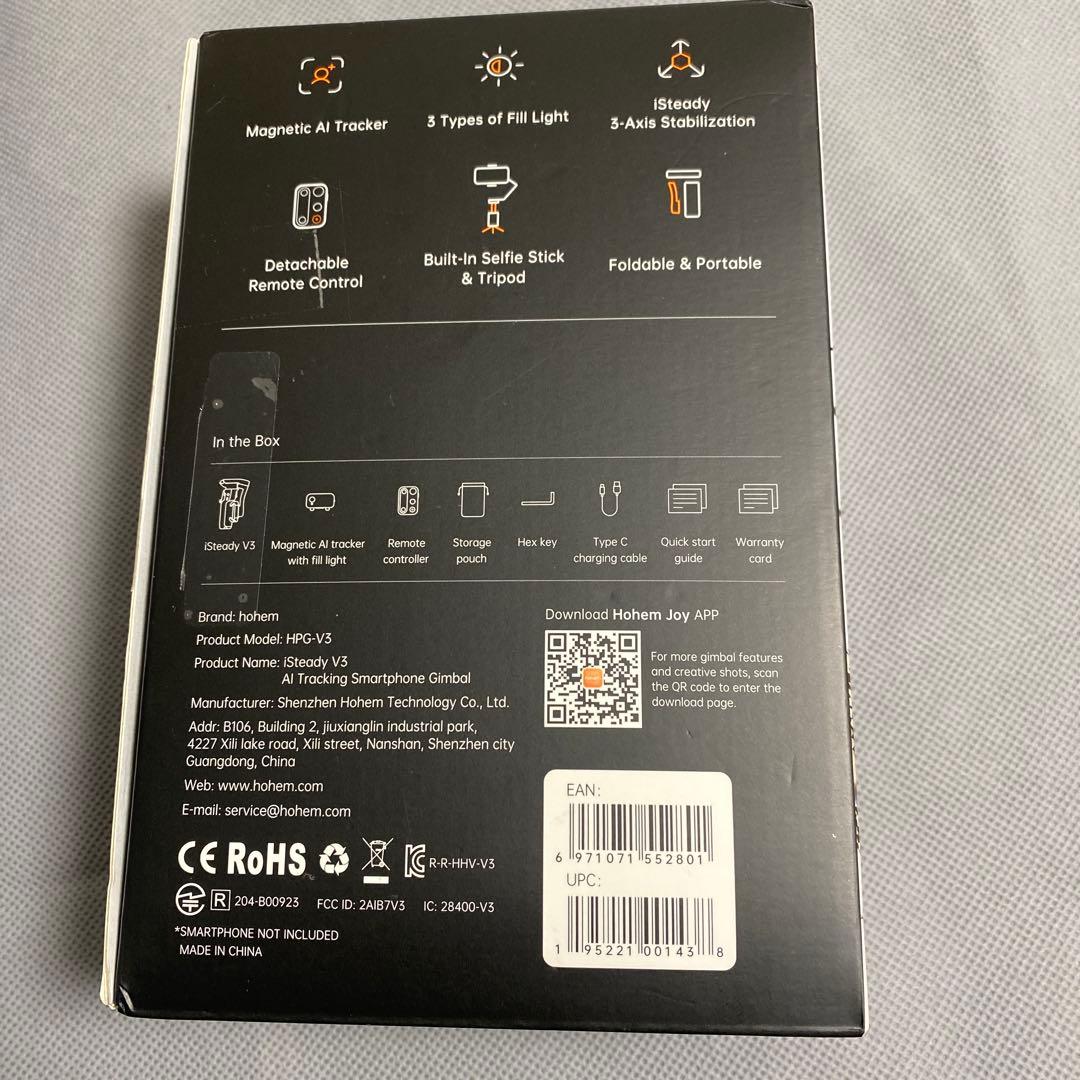 Magnetic AI Tracker
3 Types of Fill Light
iSteady
3-Axis Stabilization
Detachable
Remote Control
Built-In Selfie Stick
& Tripod
Foldable & Portable
In the Box
iSteady V3
Magnetic AI tracker
with fill light
Remote
controller
Storage
pouch
Hex key
Type C
charging cable
Quick start
guide
Warranty
card
Brand: hohem
Product Model: HPG-V3
Product Name: iSteady V3
AI Tracking Smartphone Gimbal
Manufacturer: Shenzhen Hohem Technology Co., Ltd.
Addr: B106, Building 2, jiuxianglin industrial park,
4227 Xili lake road, Xili street, Nanshan, Shenzhen city
Guangdong, China
Web: www.hohem.com
E-mail: service@hohem.com
CE RoHS R-R-HHV-V3
R 204-B00923 FCC ID: 2AIB7V3 IC: 28400-V3
*SMARTPHONE NOT INCLUDED
MADE IN CHINA
Download Hohem Joy APP
For more gimbal features
and creative shots, scan
the QR code to enter the
download page.
EAN:
6 971071 552801
UPC:
1 95221 00143 8